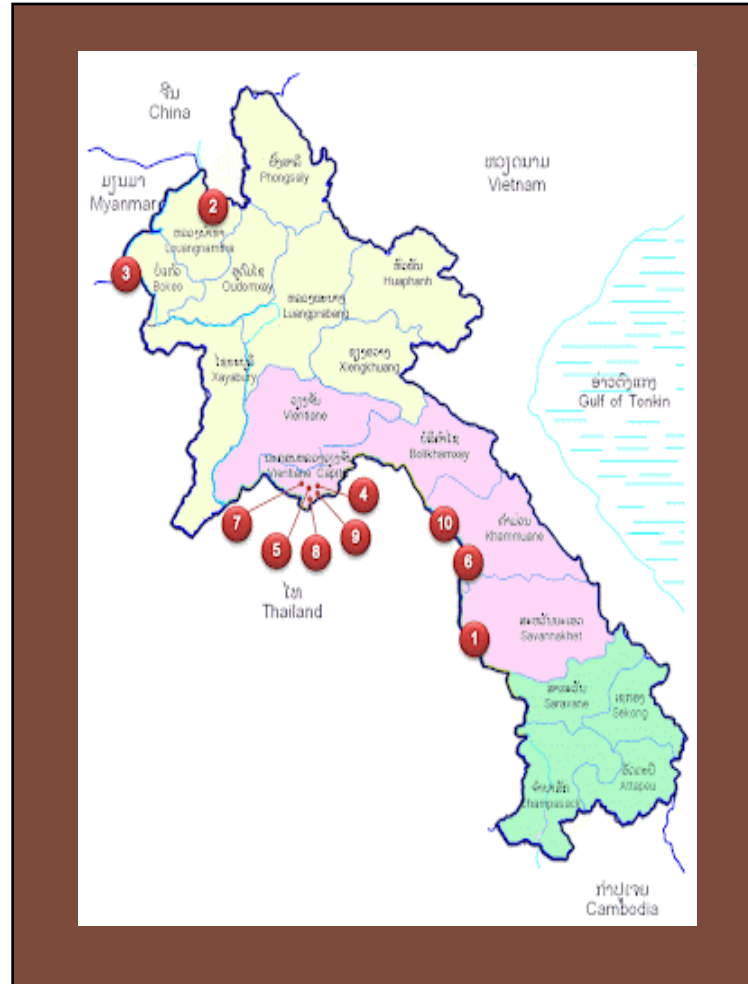 ຈີນ
China
ຜົ້ງສາລີ
Phongsaly
ຫວຽດນາມ
Vietnam
ມຽນມາ
Myanmar
2
ຫລວງນໍ້າທາ
Louangnamtha
3
ບໍ່ແກ້ວ
Bokeo
ອຸດົມໄຊ
Oudomxay
ຫົວພັນ
Huaphanh
ຫລວງພະບາງ
Luangprabang
ໄຊຍະບູລີ
Xayabury
ຊຽງຂວາງ
Xiengkhuang
ອ່າວຕົງແກງ
Gulf of Tonkin
ວຽງຈັນ
Vientiane
ບໍລິຄໍາໄຊ
Bolikhamxay
Vientiane Capital
7
4
5
8
9
10
ຄໍາມ່ວນ
Khammuane
6
ໄທ
Thailand
1
ສະຫວັນນະເຂດ
Savannakhet
ສາລະວັນ
Saravane
ເຊກອງ
Sekong
ອັດຕະປື
Attapeu
ຈໍາປາສັກ
Champasack
ກໍາປູເຈຍ
Cambodia